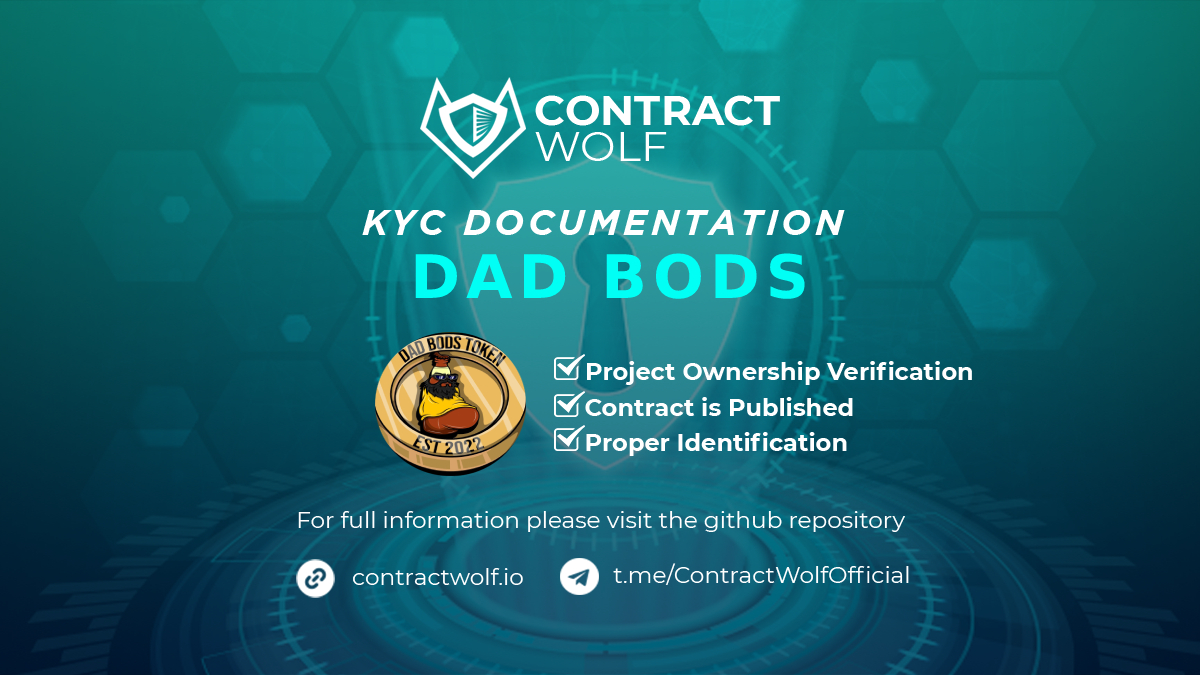 CONTRACT
WOLF
KYC DOCUMENTATION
DAD BODS
DAD BODS TOKEN
EST 2022
Project Ownership Verification
Contract is Published
Proper Identification
For full information please visit the github repository
contractwolf.io
t.me/ContractWolfOfficial